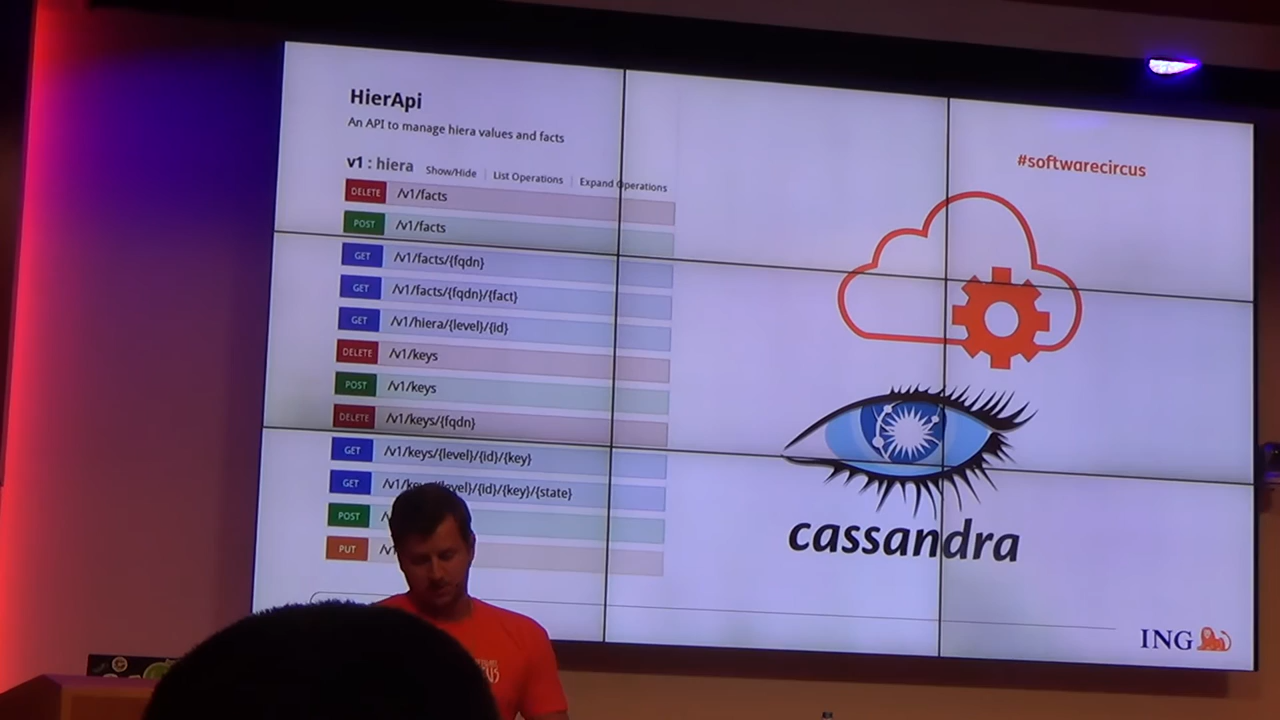 HierApi
An API to manage hiera values and facts
v1 : hiera Show/Hide List Operations Expand Operations
DELETE /v1/facts
POST /v1/facts
GET /v1/facts/{fqdn}
GET /v1/facts/{fqdn}/{fact}
GET /v1/hiera/{level}/{id}
DELETE /v1/keys
POST /v1/keys
DELETE /v1/keys/{fqdn}
GET /v1/keys/{level}/{id}/{key}
GET /{id}/{key}/{state}
POST
PUT
#softwarecircus
cassandra
ING